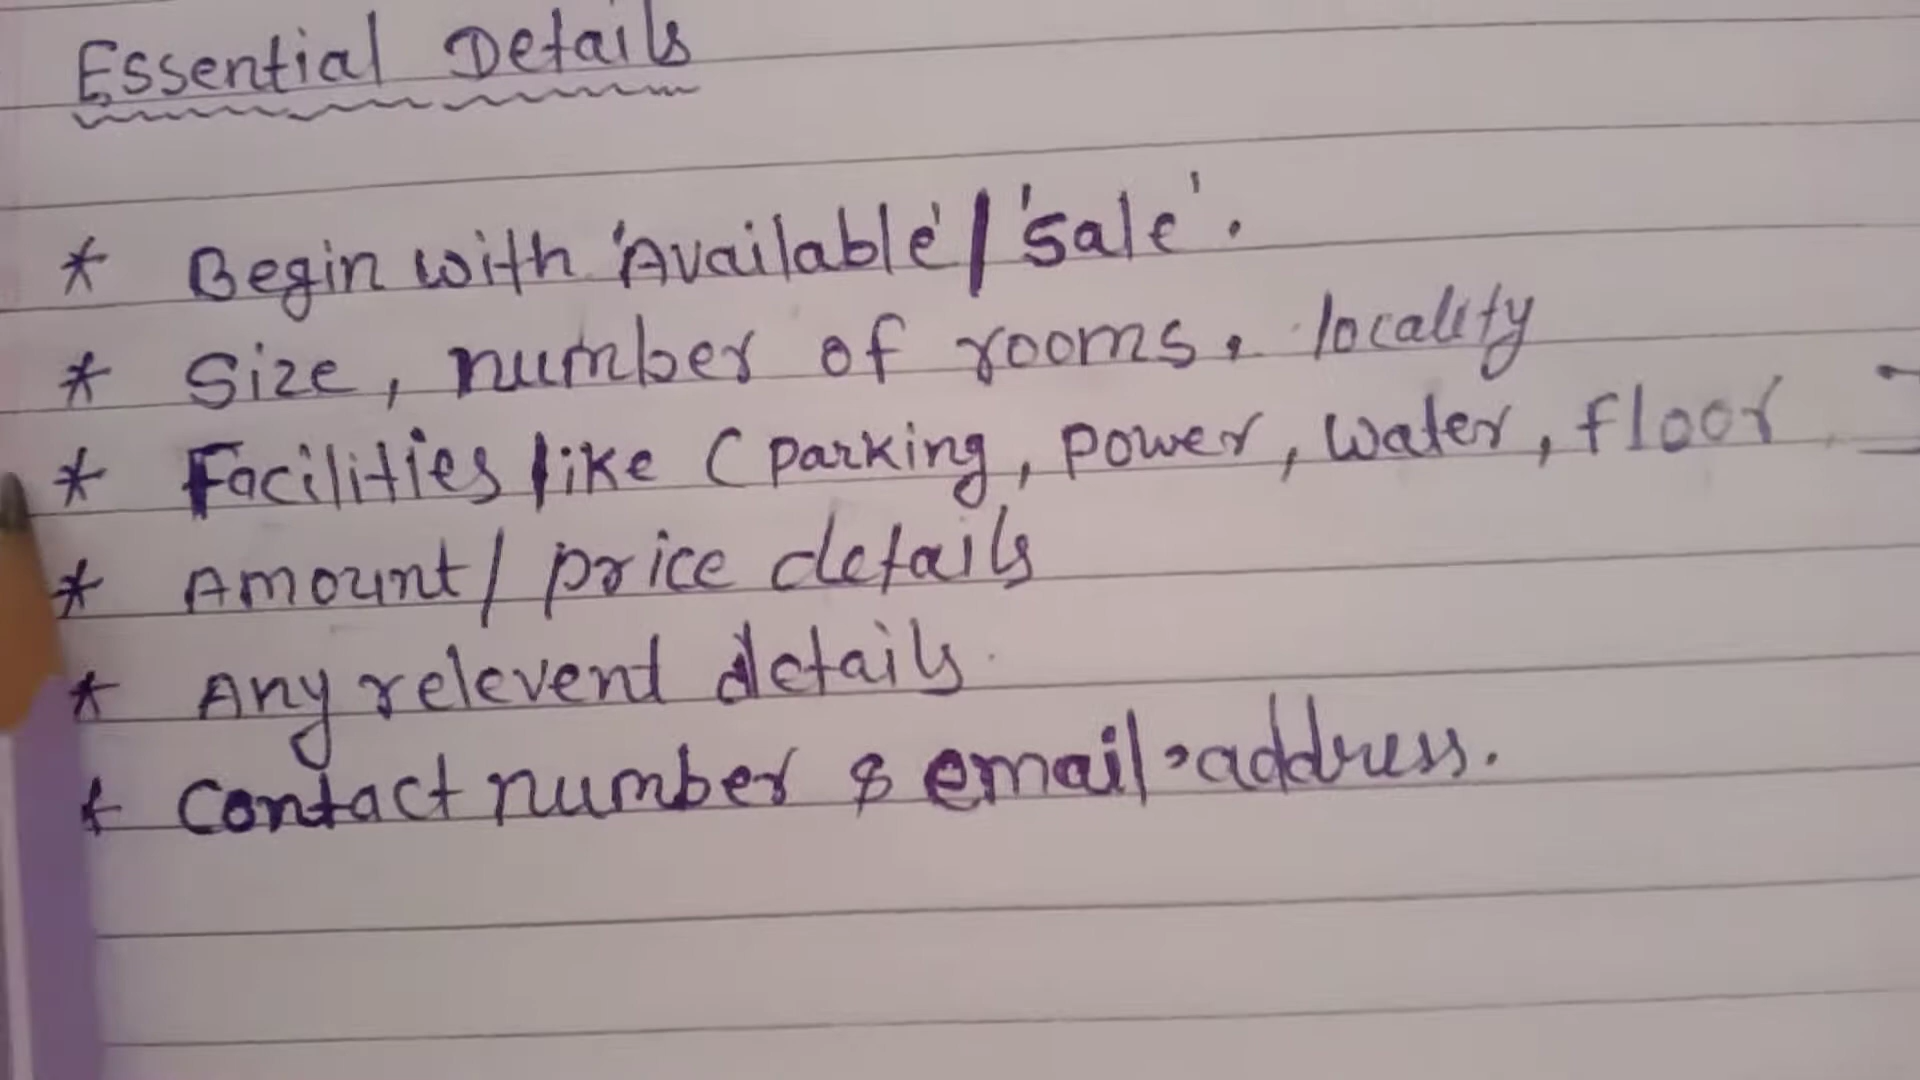 Essential Details
* Begin with 'Available' / 'sale'.
* Size, number of rooms, locality
* Facilities like (parking, power, water, floor
* Amount / price details
* Any relevent details
* Contact number & email-address.